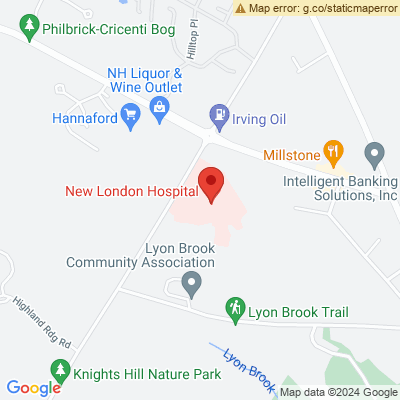 Map error: g.co/staticmaperror
Philbrick-Cricenti Bog
Hilltop Pl
NH Liquor &
Wine Outlet
Hannaford
Irving Oil
Millstone
Intelligent Banking
Solutions, Inc
New London Hospital
Lyon Brook
Community Association
Highland Rdg Rd
Lyon Brook Trail
Lyon Brook
Knights Hill Nature Park
Google
Map data ©2024 Google